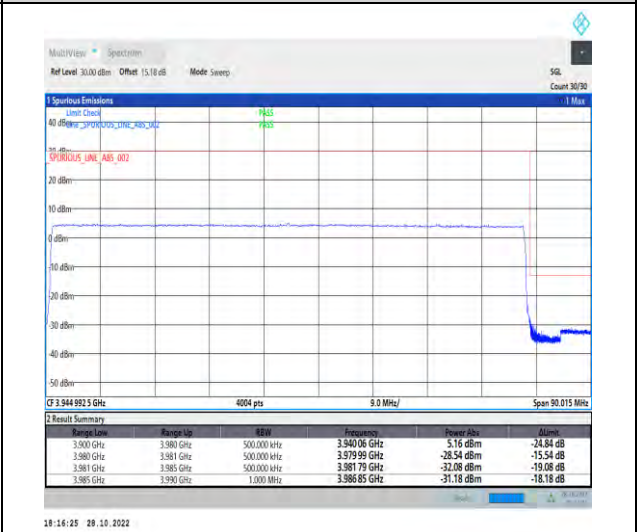 MultiView Spectrum
Ref Level 30.00 dBm Offset 15.18 dB Mode Sweep SGL
Count 30/30
1 Spurious Emissions 1 Max
Limit Check PASS
40 dBm Line _SPURIOUS_LINE_ABS_002 PASS
_SPURIOUS_LINE_ABS_002
20 dBm
10 dBm
0 dBm
-10 dBm
-20 dBm
-30 dBm
-40 dBm
-50 dBm
CF 3.944 992 5 GHz 4004 pts 9.0 MHz/ Span 90.015 MHz
2 Result Summary
Range Low Range Up RBW Frequency Power Abs ΔLimit
3.900 GHz 3.980 GHz 500.000 kHz 3.940 06 GHz 5.16 dBm -24.84 dB
3.980 GHz 3.981 GHz 500.000 kHz 3.979 99 GHz -28.54 dBm -15.54 dB
3.981 GHz 3.985 GHz 500.000 kHz 3.981 79 GHz -32.08 dBm -19.08 dB
3.985 GHz 3.990 GHz 1.000 MHz 3.986 85 GHz -31.18 dBm -18.18 dB
18:16:25 28.10.2022